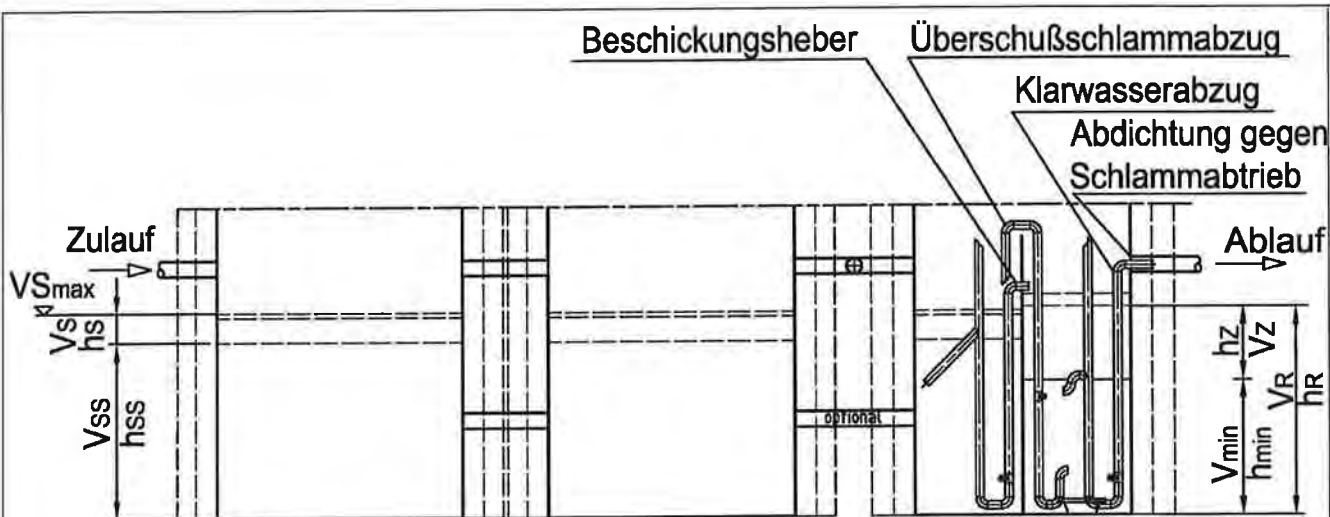 Beschickungsheber
Überschußschlammabzug
Klarwasserabzug
Abdichtung gegen
Schlammabtrieb
Zulauf
Ablauf
VSmax
VS
hS
hZ
VZ
VSS
hSS
optional
VR
hR
Vmin
hmin